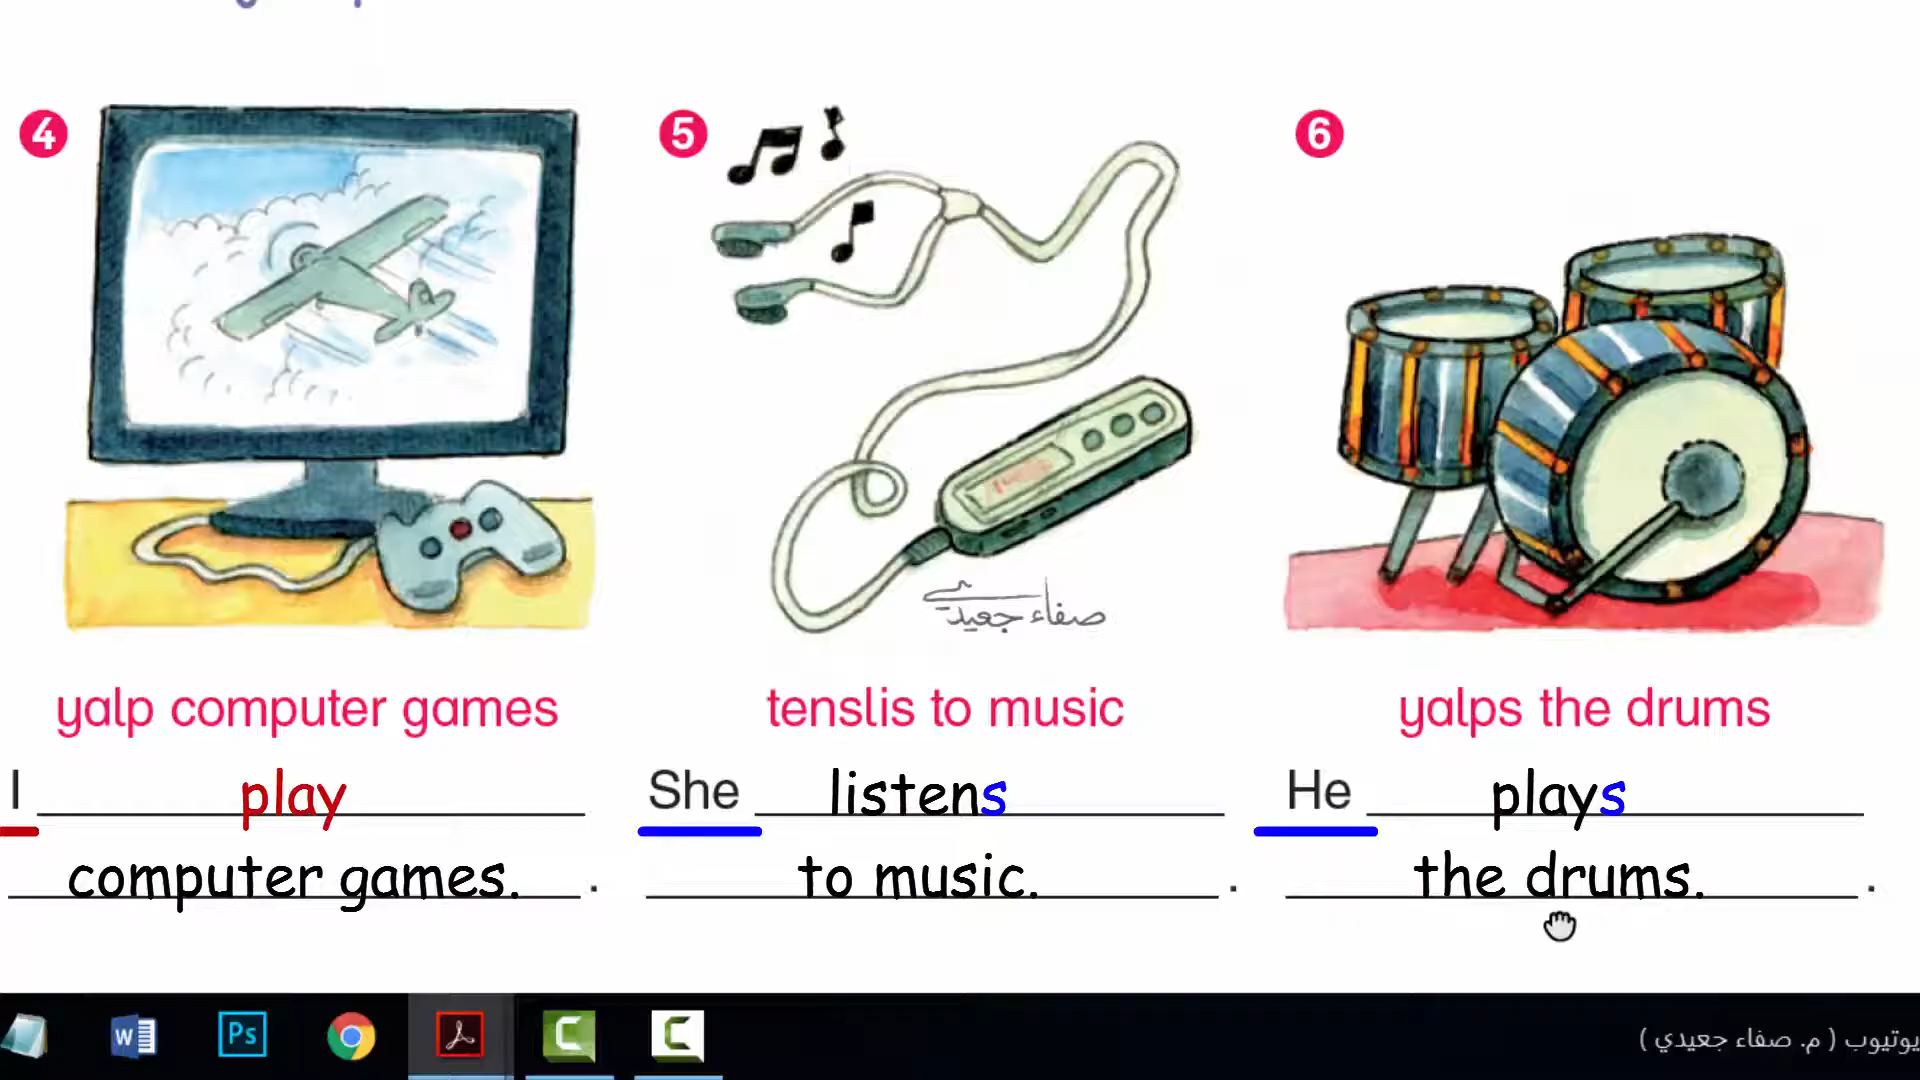 4
5
6
صفاء جعيدي
yalp computer games
tenslis to music
yalps the drums
I play
computer games. .
She listens
to music. .
He plays
the drums. .
W
Ps
C
C
يوتيوب ( م. صفاء جعيدي )